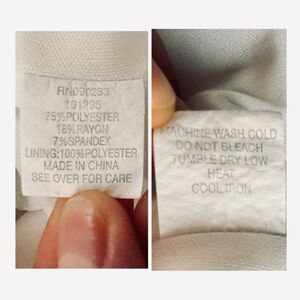 RN090233
101235
75%POLYESTER
18%RAYON
7%SPANDEX
LINING:100%POLYESTER
MADE IN CHINA
SEE OVER FOR CARE
MACHINE WASH COLD
DO NOT BLEACH
TUMBLE DRY LOW
HEAT
COOL IRON